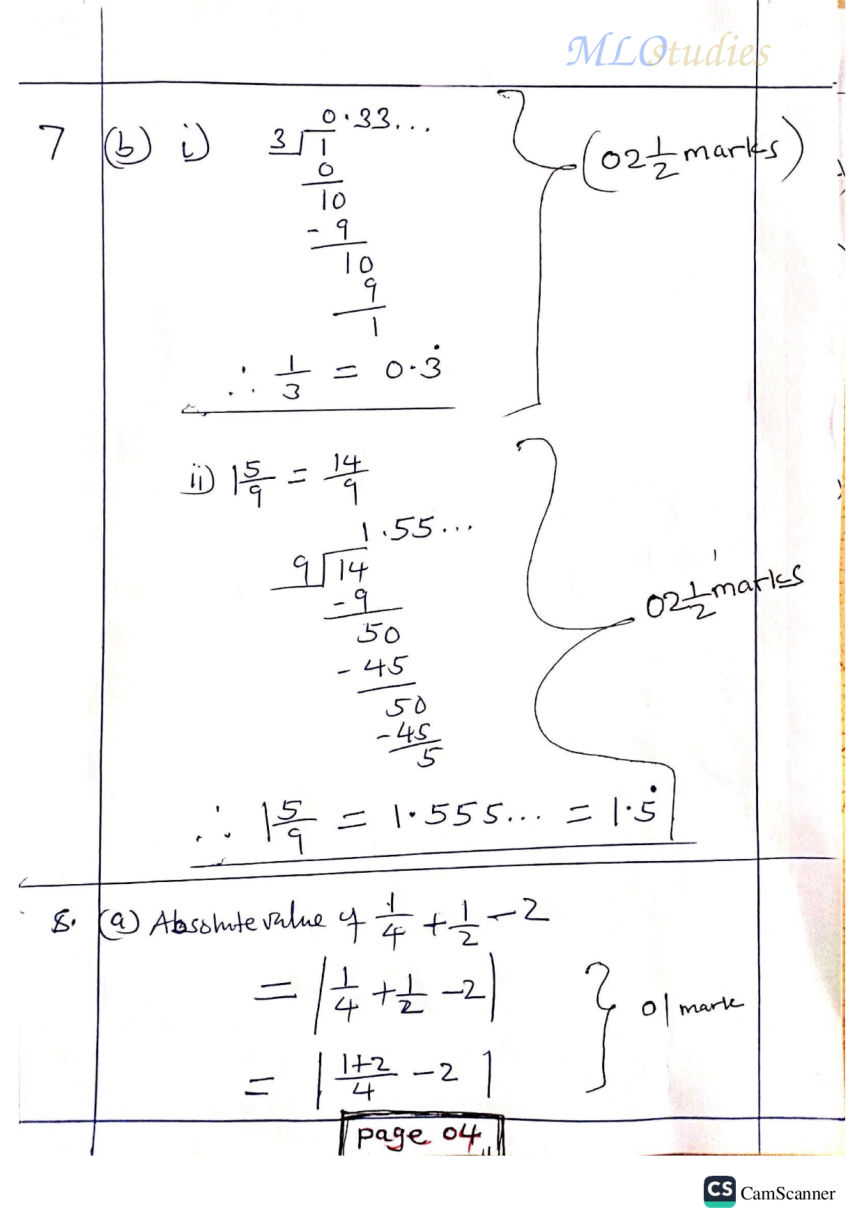 MLOstudies
7 (b) i) 0.33...
3 1 (02 1/2 marks)
0
10
- 9
10
9
1
∴ 1/3 = 0.3̇
ii) 1 5/9 = 14/9
1.55...
9 14
-9
50
02 1/2 marks
- 45
50
-45
5
∴ 1 5/9 = 1.555... = 1.5̇
8. (a) Absolute value of 1/4 + 1/2 - 2
= |1/4 + 1/2 - 2|
01 mark
= |1+2/4 - 2|
page 04
CS CamScanner